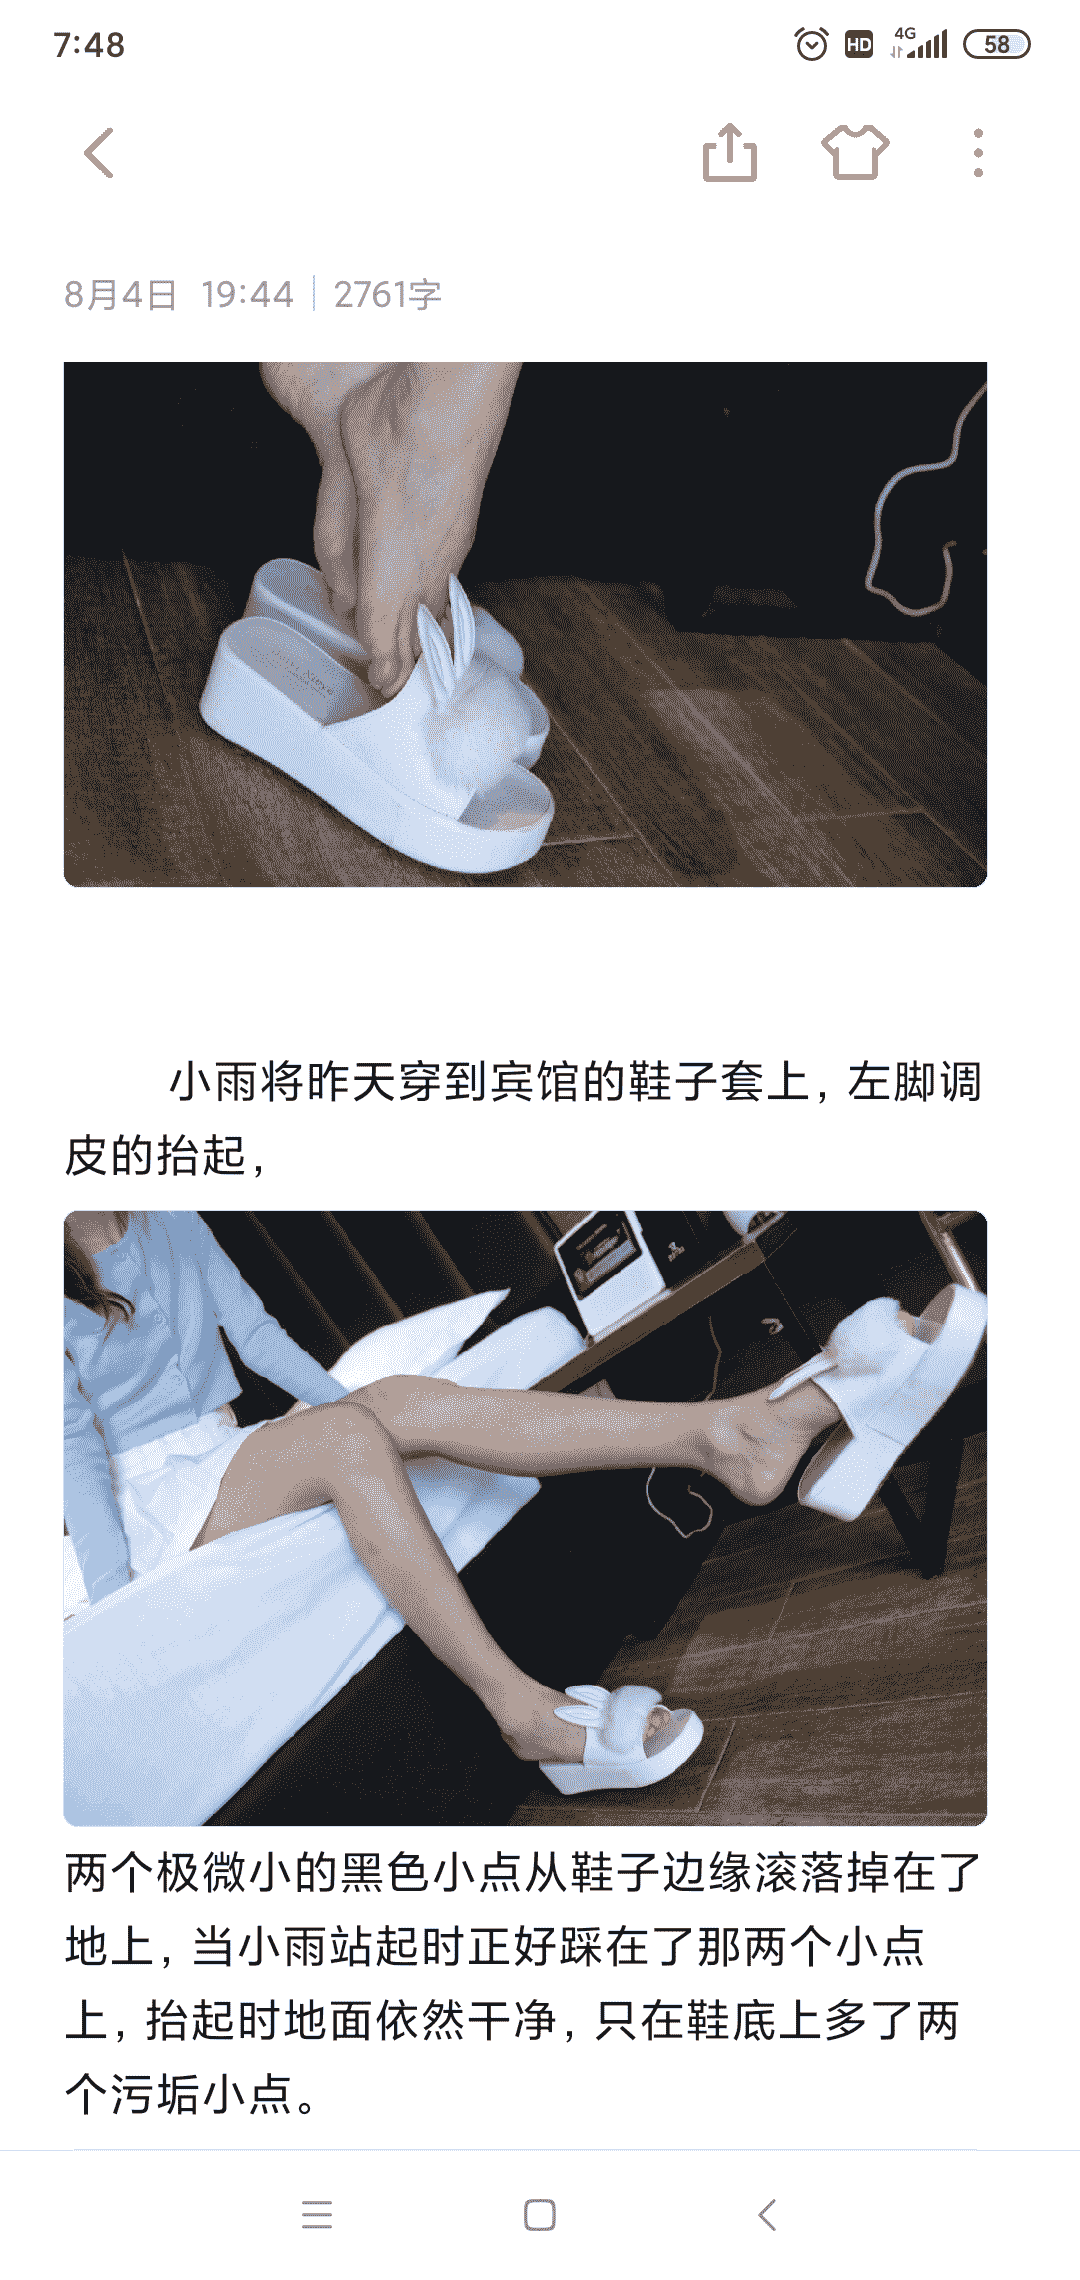 7:48
HD 4G 58
8月4日 19:44 | 2761字
小雨将昨天穿到宾馆的鞋子套上，左脚调
皮的抬起，
两个极微小的黑色小点从鞋子边缘滚落掉在了
地上，当小雨站起时正好踩在了那两个小点
上，抬起时地面依然干净，只在鞋底上多了两
个污垢小点。